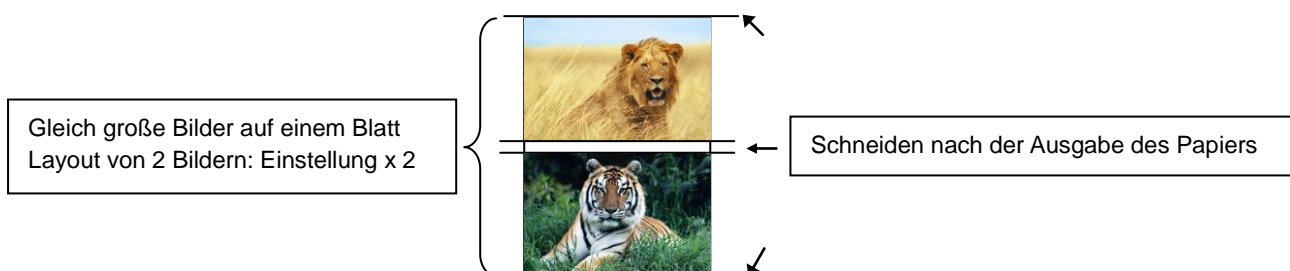 Gleich große Bilder auf einem Blatt
Layout von 2 Bildern: Einstellung x 2
Schneiden nach der Ausgabe des Papiers